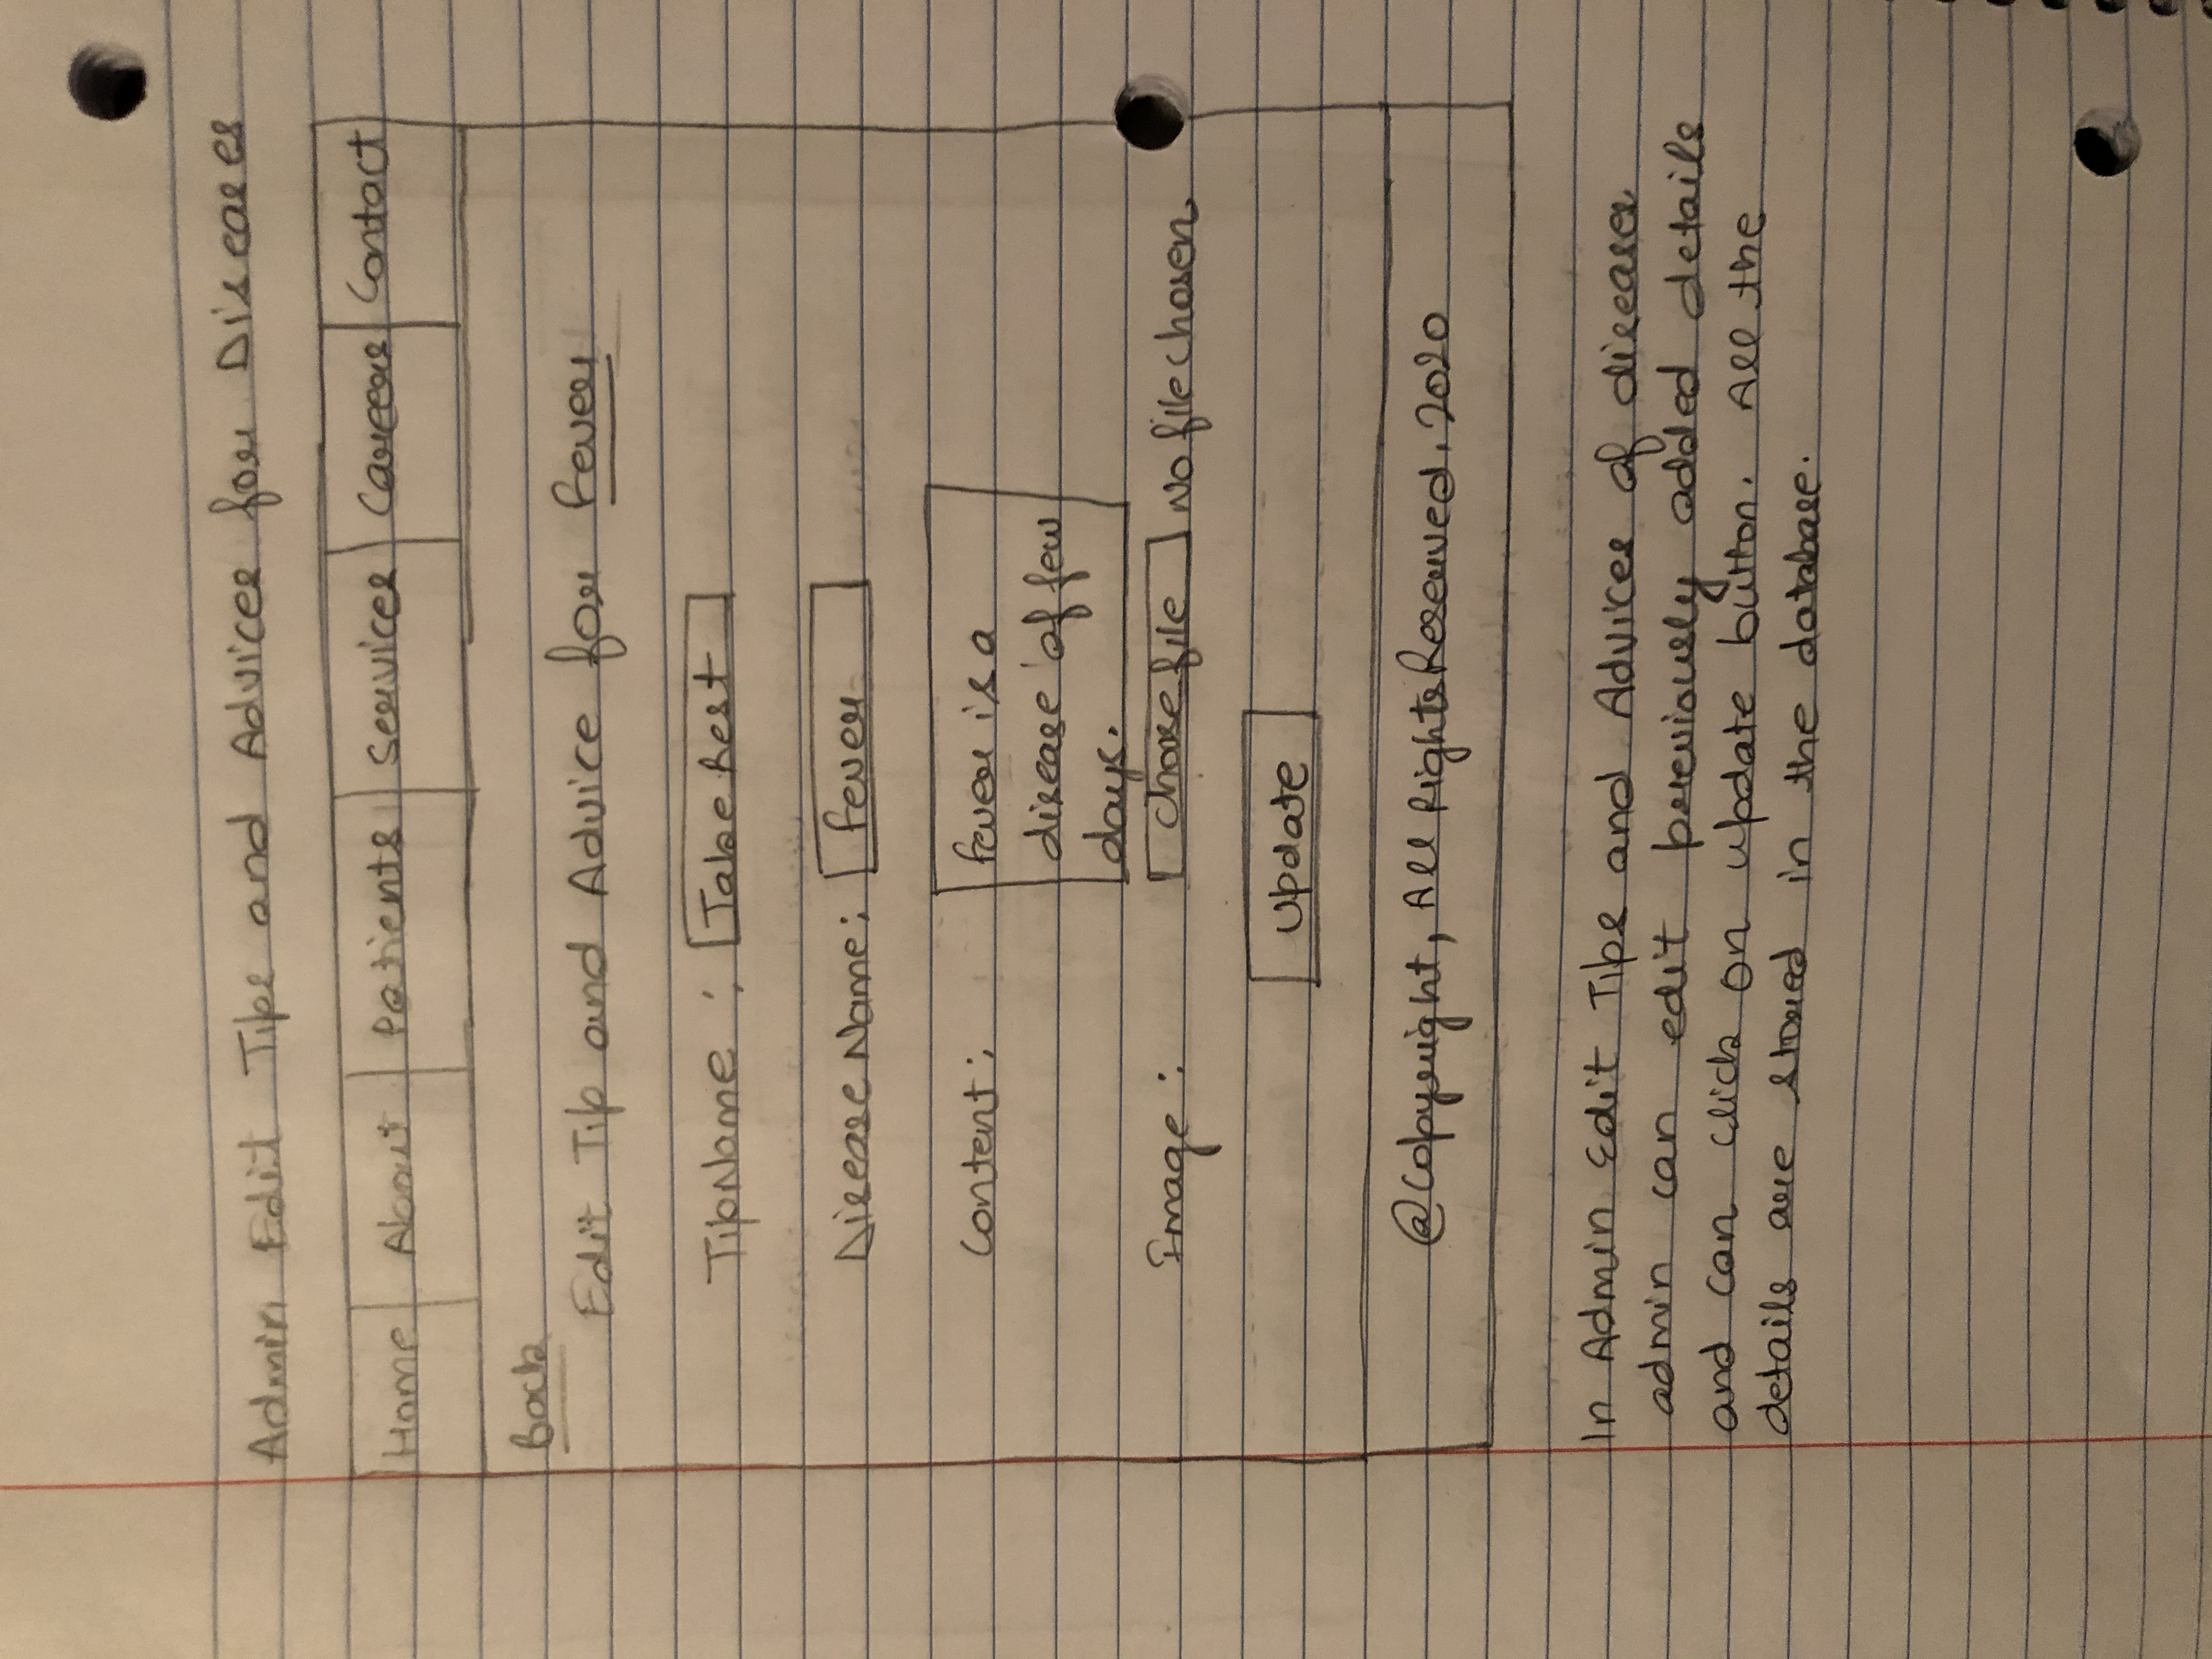 Admin Edit Tips and Advices for Diseases
Home About Patients Services Careers Contact
Back
Edit Tip and Advice for Fever
TipName : Take Rest
Disease Name : Fever
Content : fever is a
disease of few
days.
Image : Choose file No file chosen
Update
@Copyright, All Rights Reserved, 2020
In Admin Edit Tips and Advices of diseases
admin can edit previously added details
and can click on update button. All the
details are stored in the database.